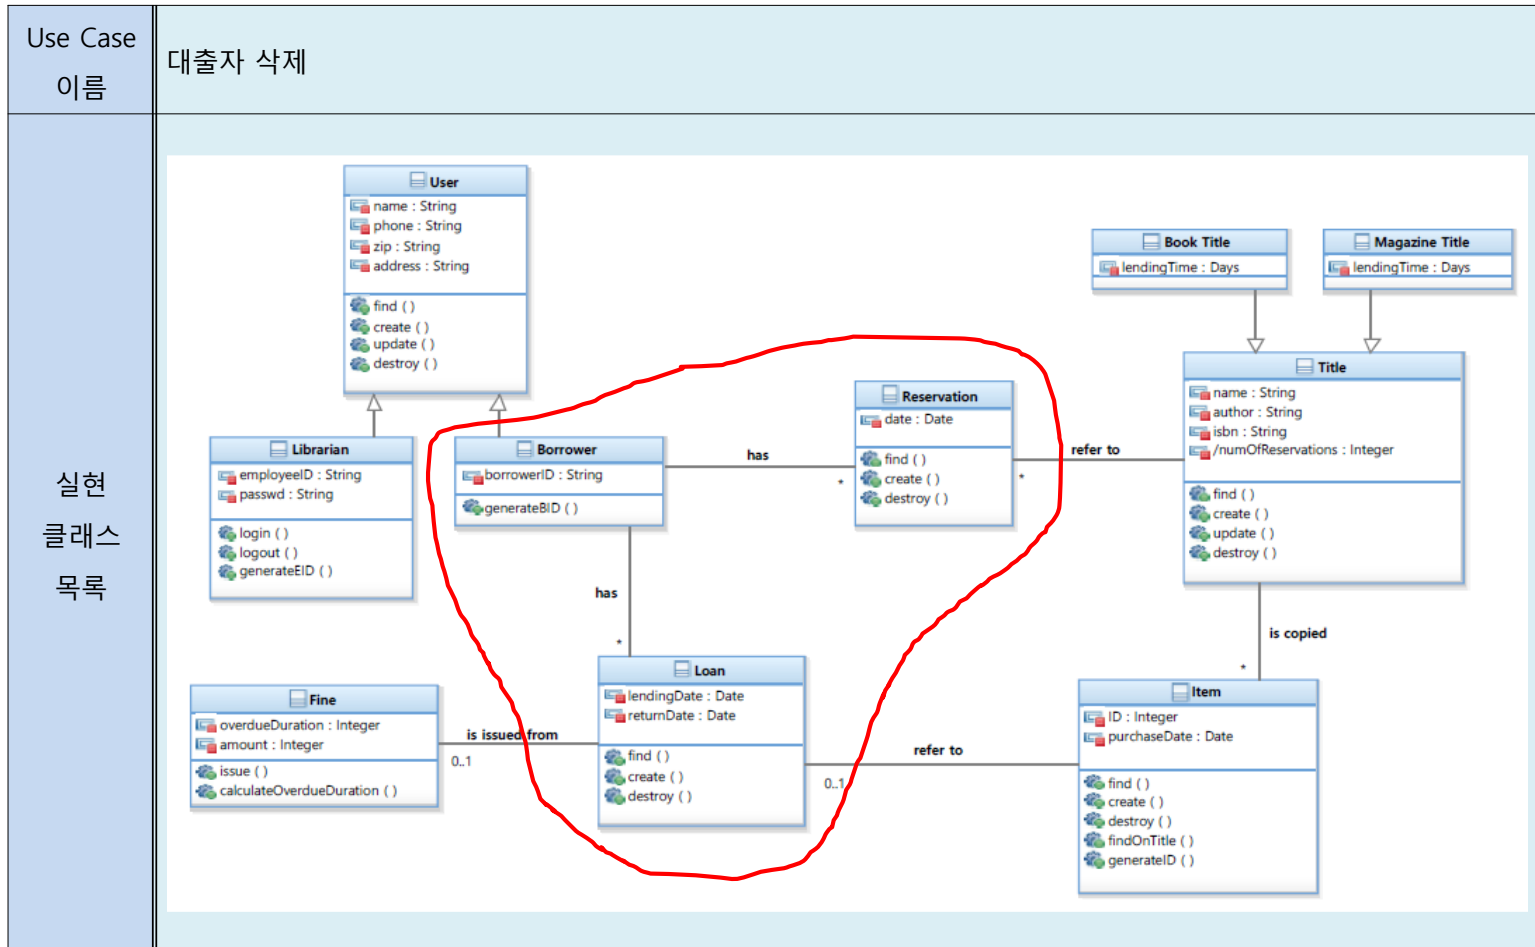 Use Case
이름
대출자 삭제
실현
클래스
목록
User
name : String
phone : String
zip : String
address : String
find ( )
create ( )
update ( )
destroy ( )
Book Title
lendingTime : Days
Magazine Title
lendingTime : Days
Librarian
employeeID : String
passwd : String
login ( )
logout ( )
generateEID ( )
Borrower
borrowerID : String
generateBID ( )
has
*
Reservation
date : Date
find ( )
create ( )
destroy ( )
refer to
*
Title
name : String
author : String
isbn : String
/numOfReservations : Integer
find ( )
create ( )
update ( )
destroy ( )
has
*
is copied
*
Fine
overdueDuration : Integer
amount : Integer
issue ( )
calculateOverdueDuration ( )
is issued from
0..1
Loan
lendingDate : Date
returnDate : Date
find ( )
create ( )
destroy ( )
refer to
0..1
Item
ID : Integer
purchaseDate : Date
find ( )
create ( )
destroy ( )
findOnTitle ( )
generateID ( )